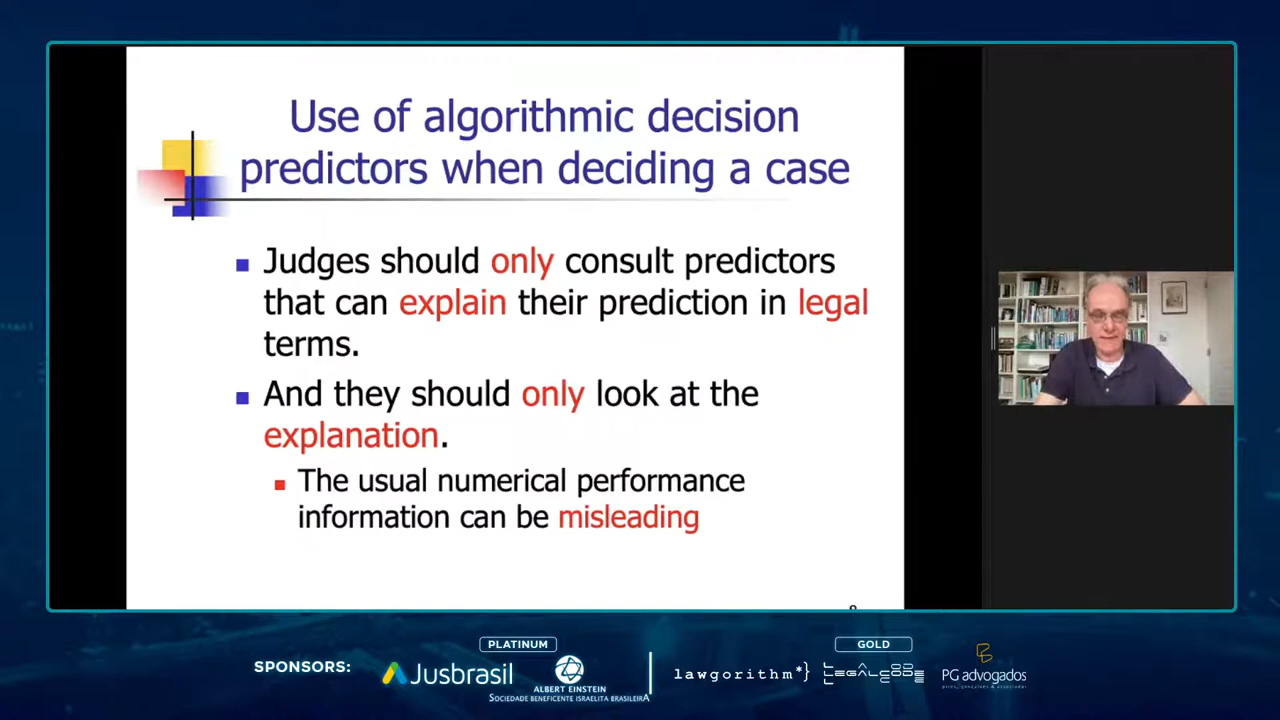 Use of algorithmic decision
predictors when deciding a case
Judges should only consult predictors
that can explain their prediction in legal
terms.
And they should only look at the
explanation.
The usual numerical performance
information can be misleading
PLATINUM
GOLD
SPONSORS:
Jusbrasil
ALBERT EINSTEIN
SOCIEDADE BENEFICENTE ISRAELITA BRASILEIRA
lawgorithm*}
LEGALCODE
PG advogados